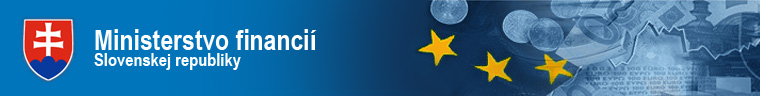 Ministerstvo financií
Slovenskej republiky